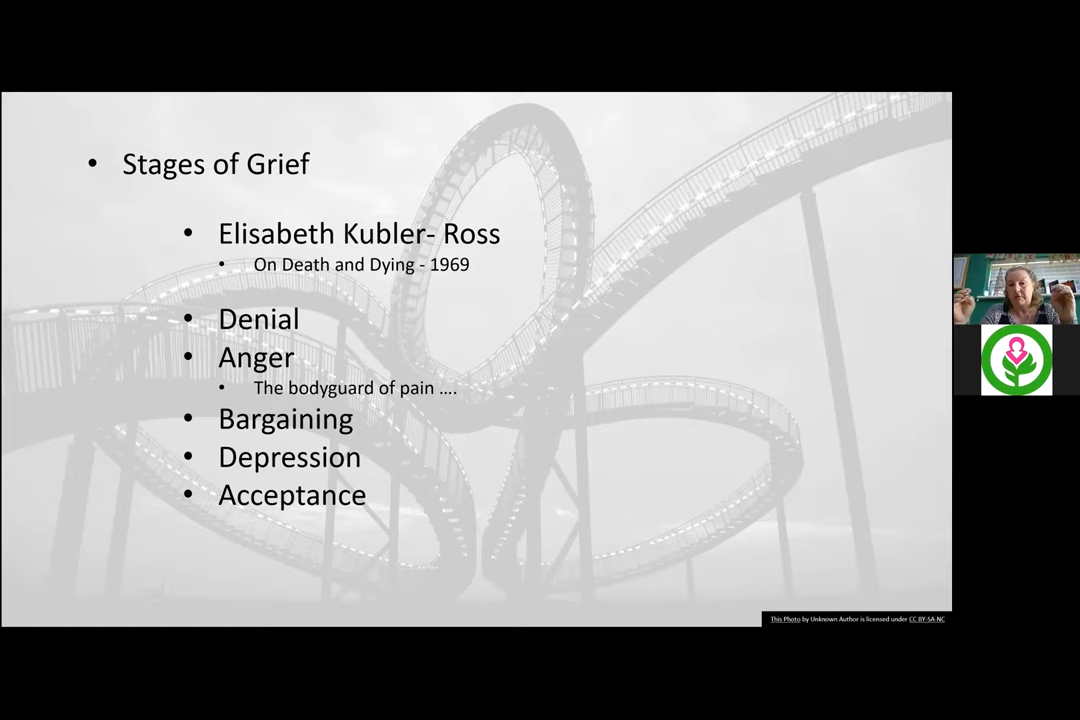 Stages of Grief
Elisabeth Kubler- Ross
On Death and Dying - 1969
Denial
Anger
The bodyguard of pain ....
Bargaining
Depression
Acceptance
This Photo by Unknown Author is licensed under CC BY-SA-NC